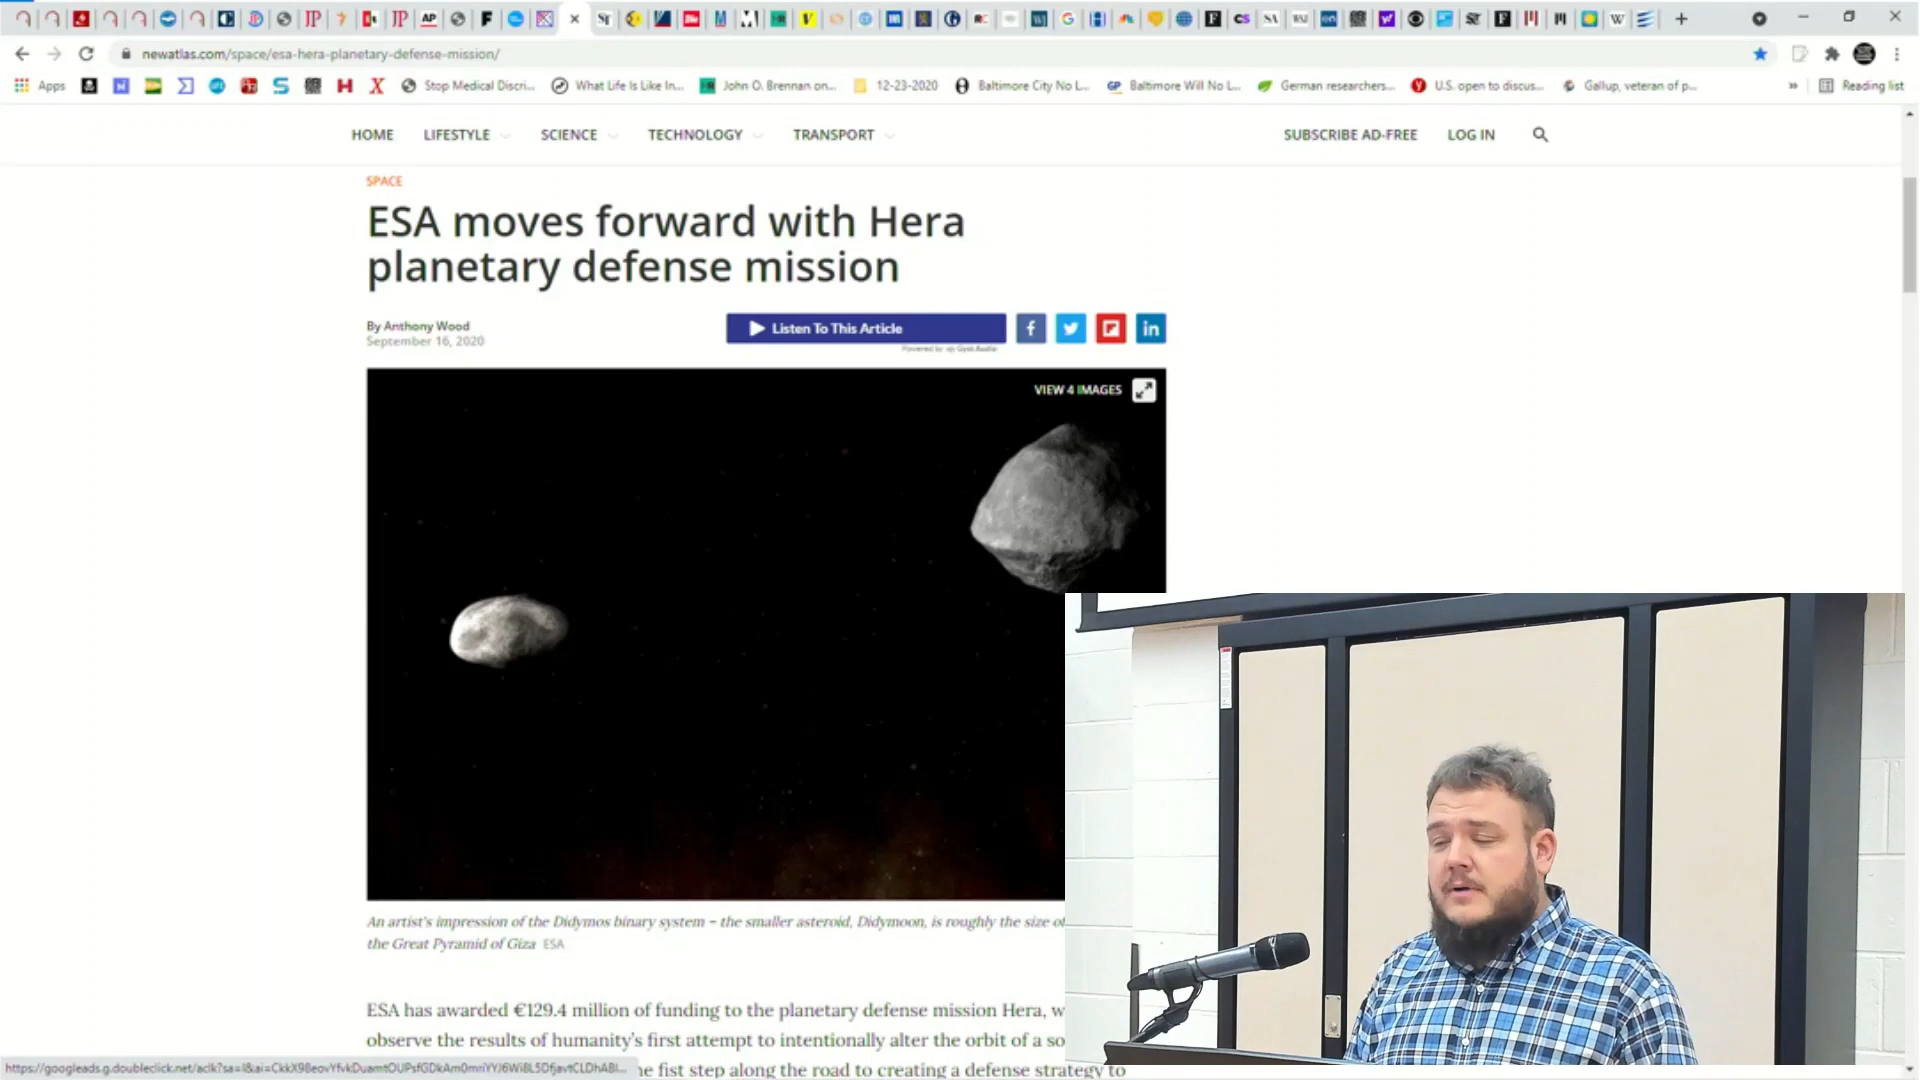 newatlas.com/space/esa-hera-planetary-defense-mission/
Apps
Stop Medical Discri...
What Life Is Like In...
John O. Brennan on...
12-23-2020
Baltimore City No L...
Baltimore Will No L...
German researchers...
U.S. open to discus...
Gallup, veteran of p...
»
Reading list
HOME LIFESTYLE SCIENCE TECHNOLOGY TRANSPORT SUBSCRIBE AD-FREE LOG IN
SPACE
ESA moves forward with Hera
planetary defense mission
By Anthony Wood
September 16, 2020
Listen To This Article
Powered by Gyst Audio
VIEW 4 IMAGES
An artist's impression of the Didymos binary system – the smaller asteroid, Didymoon, is roughly the size of
the Great Pyramid of Giza ESA
ESA has awarded €129.4 million of funding to the planetary defense mission Hera, w
observe the results of humanity's first attempt to intentionally alter the orbit of a so
he fist step along the road to creating a defense strategy to